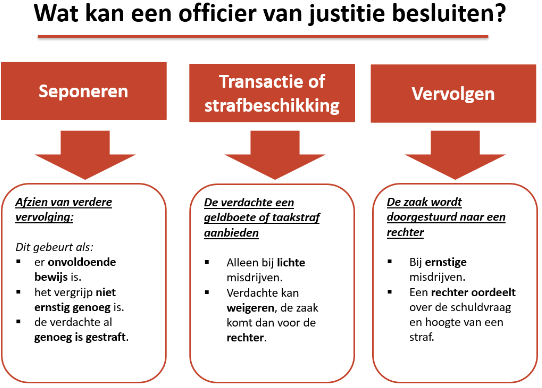 Wat kan een officier van justitie besluiten?
Seponeren
Transactie of
strafbeschikking
Vervolgen
Afzien van verdere
vervolging:
Dit gebeurt als:
▪ er onvoldoende
bewijs is.
▪ het vergrijp niet
ernstig genoeg is.
▪ de verdachte al
genoeg is gestraft.
De verdachte een
geldboete of taakstraf
aanbieden
▪ Alleen bij lichte
misdrijven.
▪ Verdachte kan
weigeren, de zaak
komt dan voor de
rechter.
De zaak wordt
doorgestuurd naar een
rechter
▪ Bij ernstige
misdrijven.
▪ Een rechter oordeelt
over de schuldvraag
en hoogte van een
straf.